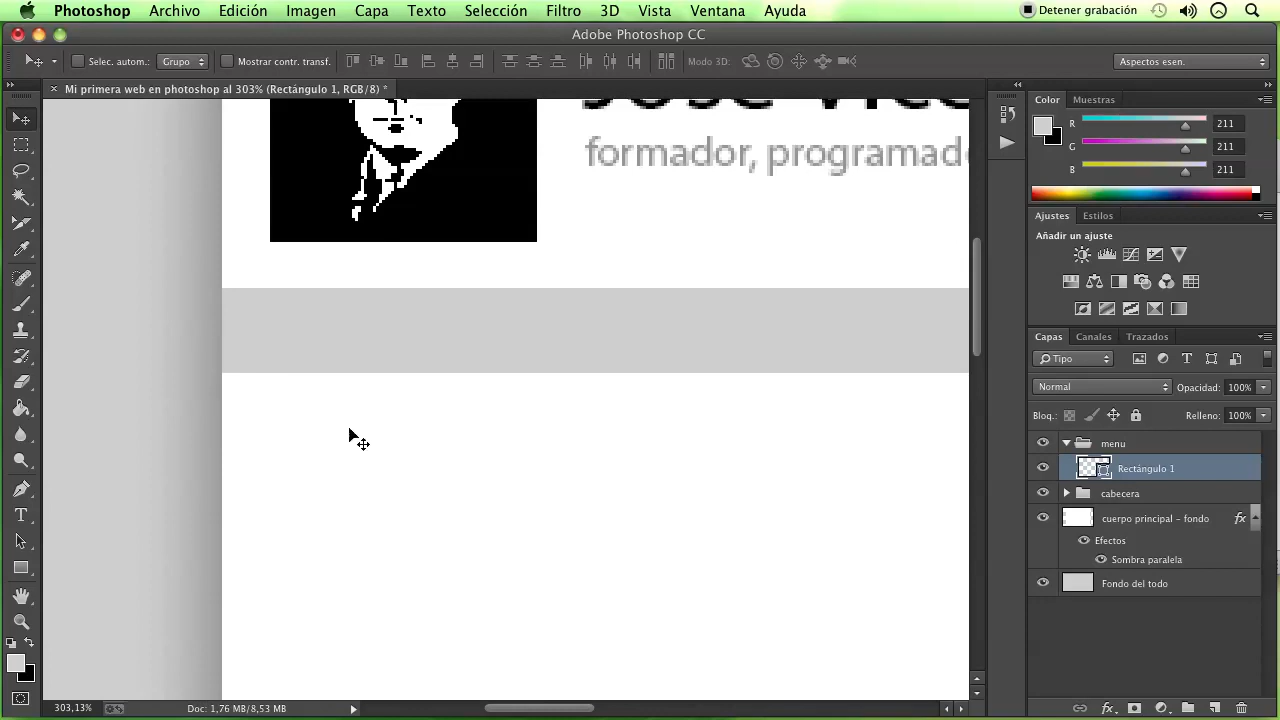 Photoshop Archivo Edición Imagen Capa Texto Selección Filtro 3D Vista Ventana Ayuda Detener grabación
Adobe Photoshop CC
Selec. autom.: Grupo Mostrar contr. transf. Modo 3D: Aspectos esen.
Mi primera web en photoshop al 303% (Rectángulo 1, RGB/8) *
formador,
Color Muestras
R 211
G 211
B 211
Ajustes Estilos
Añadir un ajuste
Capas Canales Trazados
Tipo
Normal Opacidad: 100%
Bloq.: Relleno: 100%
menu
Rectángulo 1
cabecera
cuerpo principal - fondo fx
Efectos
Sombra paralela
Fondo del todo
303,13% Doc: 1,76 MB/8,53 MB